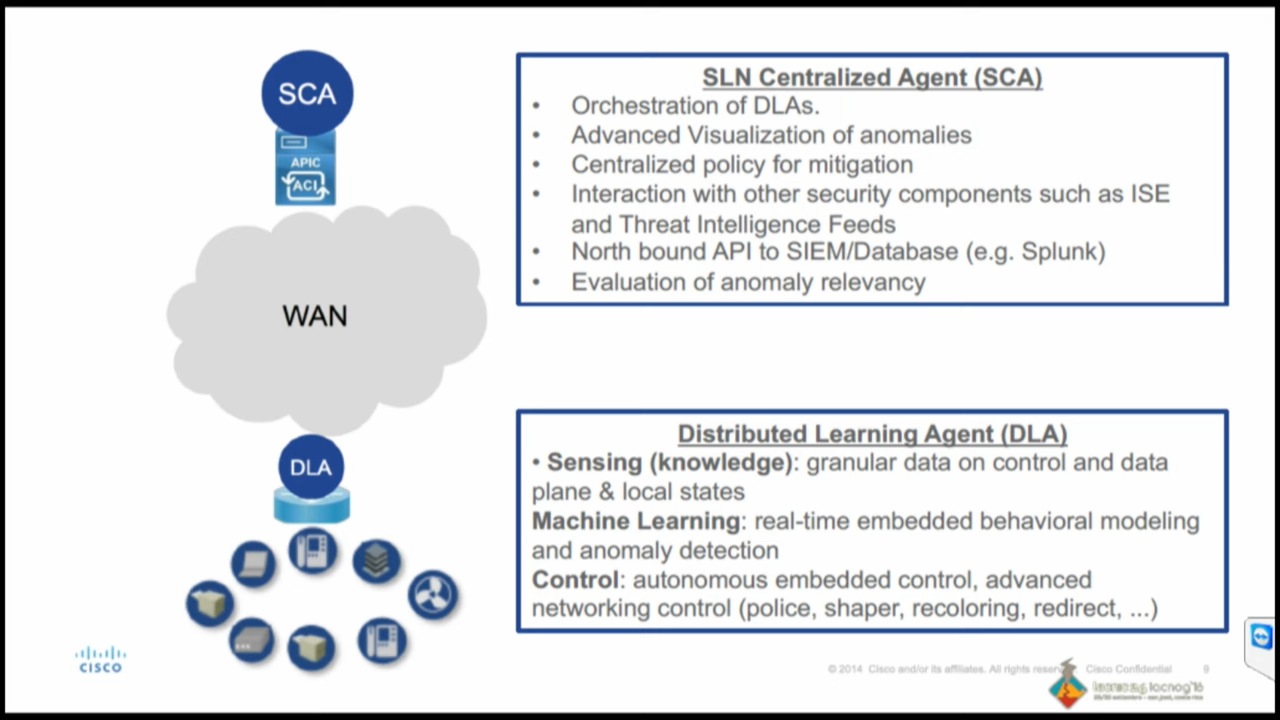 SCA
APIC
ACI
WAN
DLA
SLN Centralized Agent (SCA)
• Orchestration of DLAs.
• Advanced Visualization of anomalies
• Centralized policy for mitigation
• Interaction with other security components such as ISE
and Threat Intelligence Feeds
• North bound API to SIEM/Database (e.g. Splunk)
• Evaluation of anomaly relevancy
Distributed Learning Agent (DLA)
• Sensing (knowledge): granular data on control and data
plane & local states
Machine Learning: real-time embedded behavioral modeling
and anomaly detection
Control: autonomous embedded control, advanced
networking control (police, shaper, recoloring, redirect, ...)
CISCO
© 2014 Cisco and/or its affiliates. All rights reserv
Cisco Confidential
9
lacnog'16